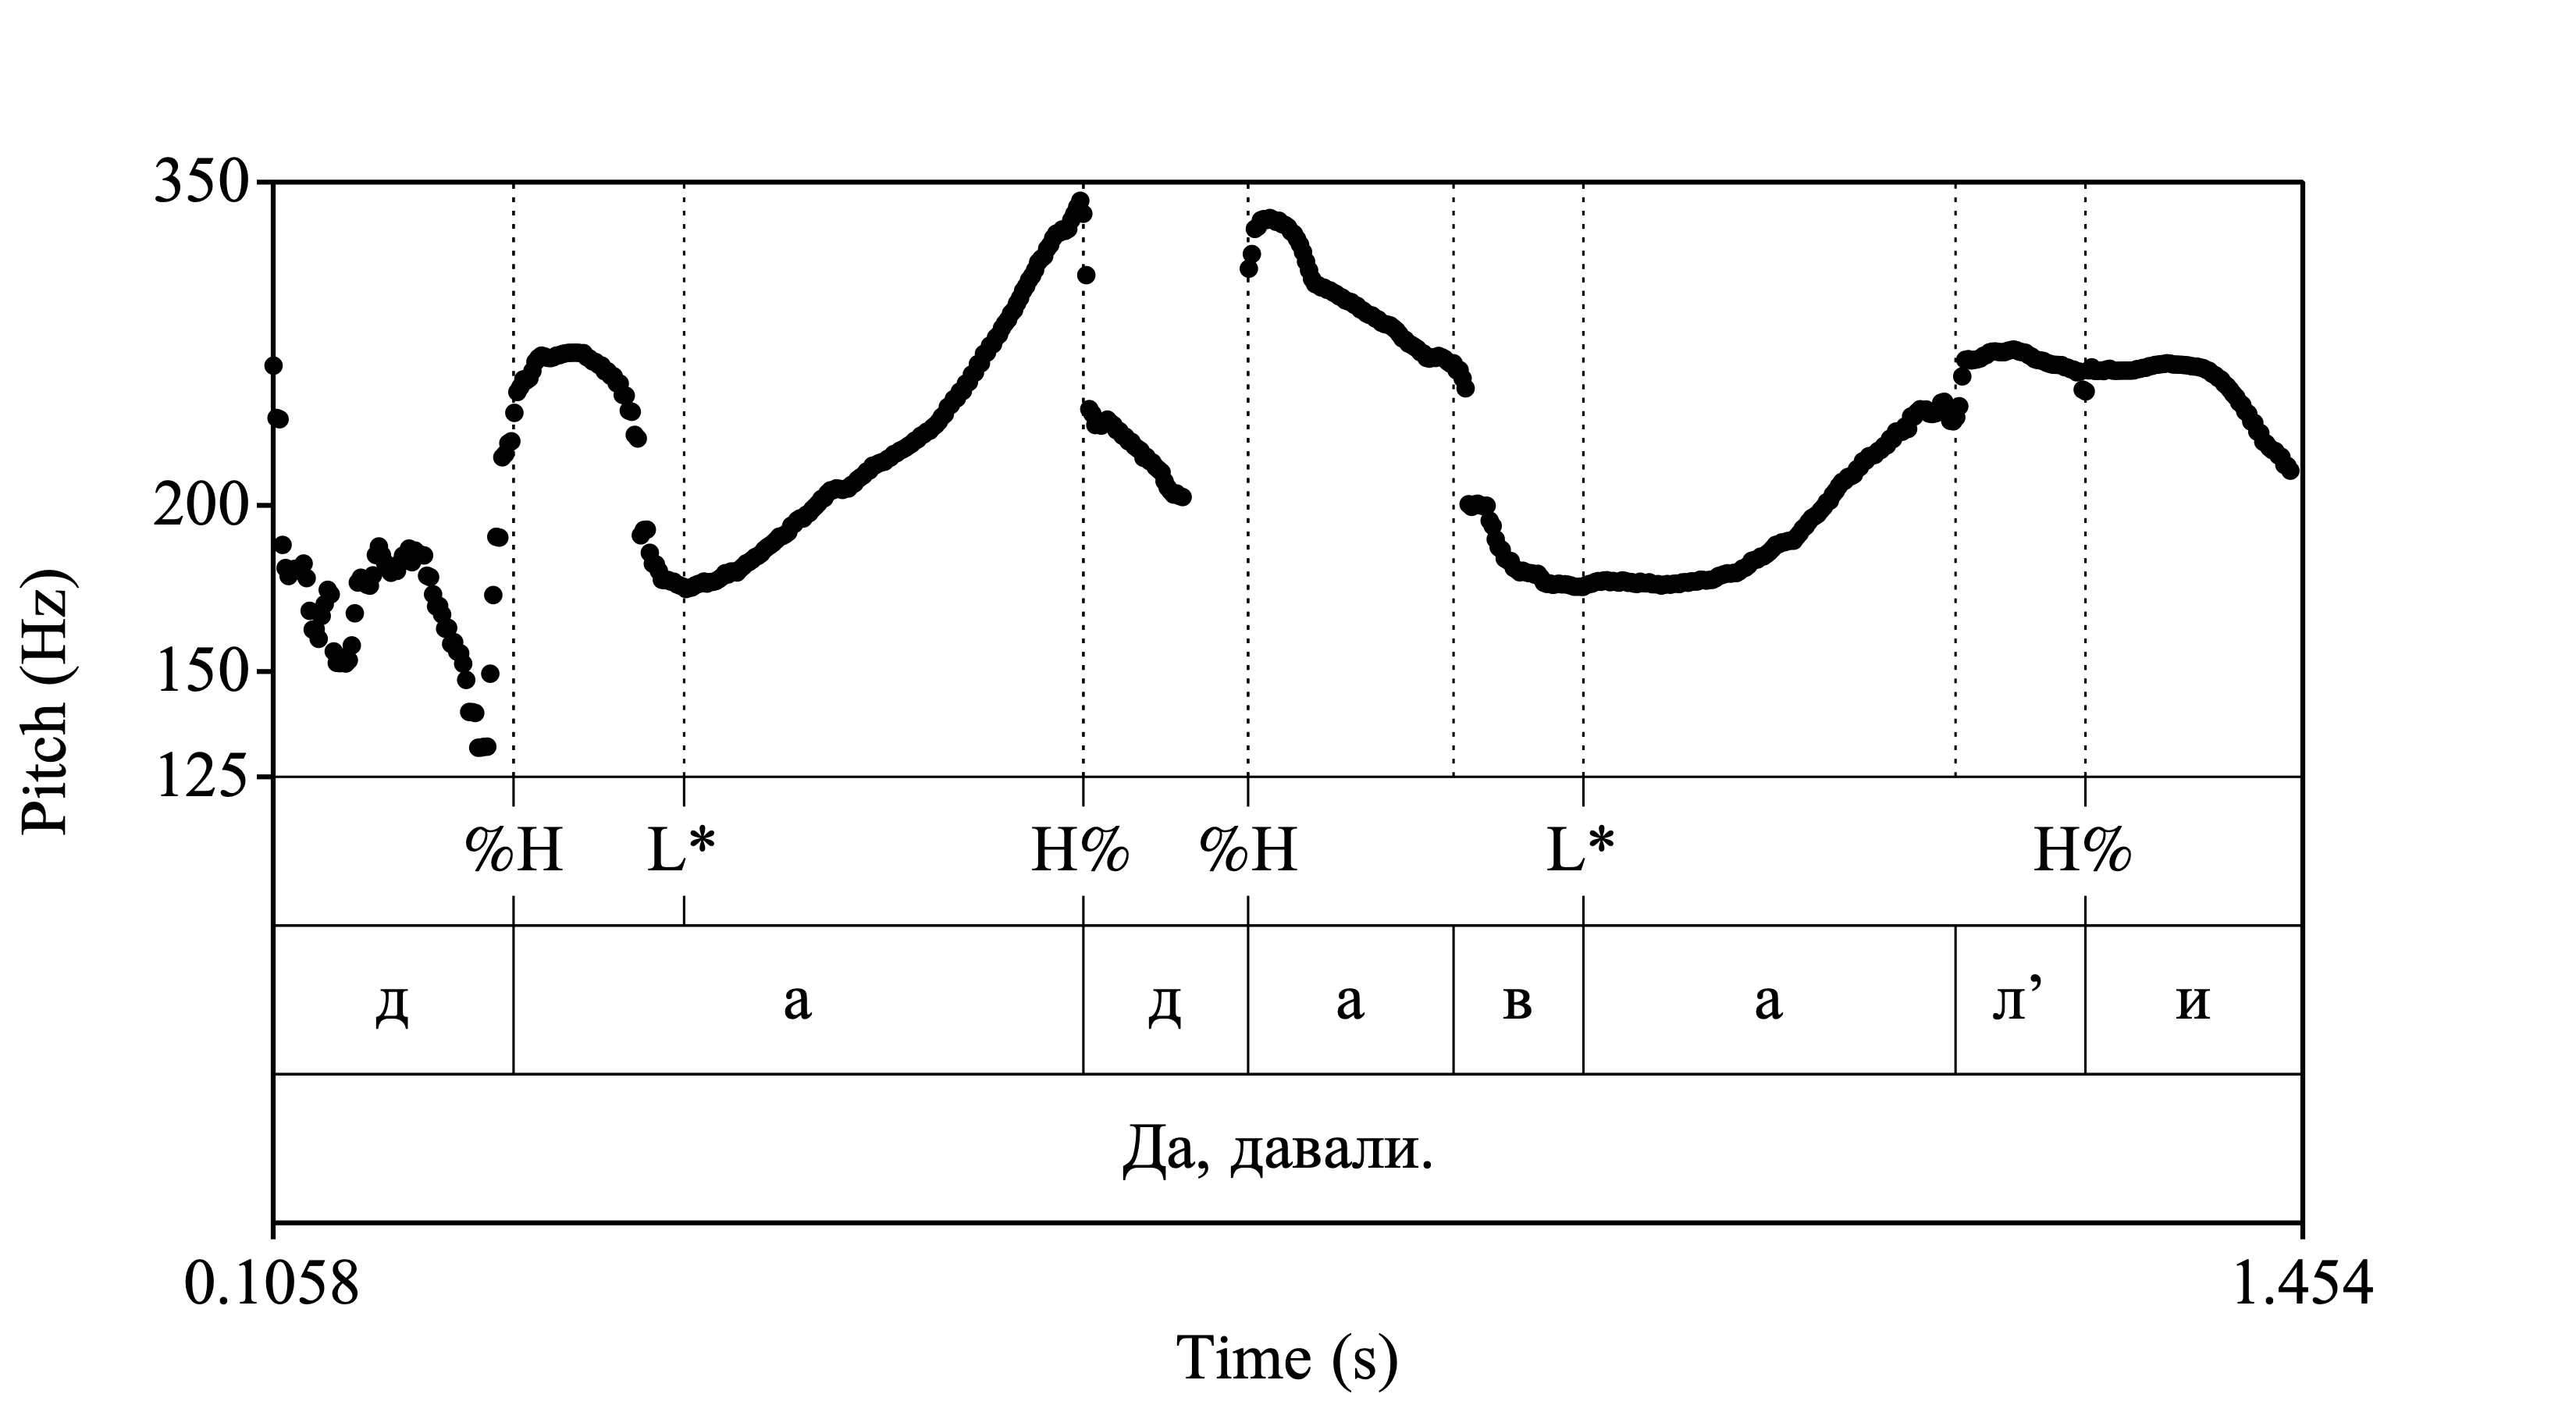 350
200
150
125
Pitch (Hz)
%H L* H% %H L* H%
д а д а в а л’ и
Да, давали.
0.1058 1.454
Time (s)